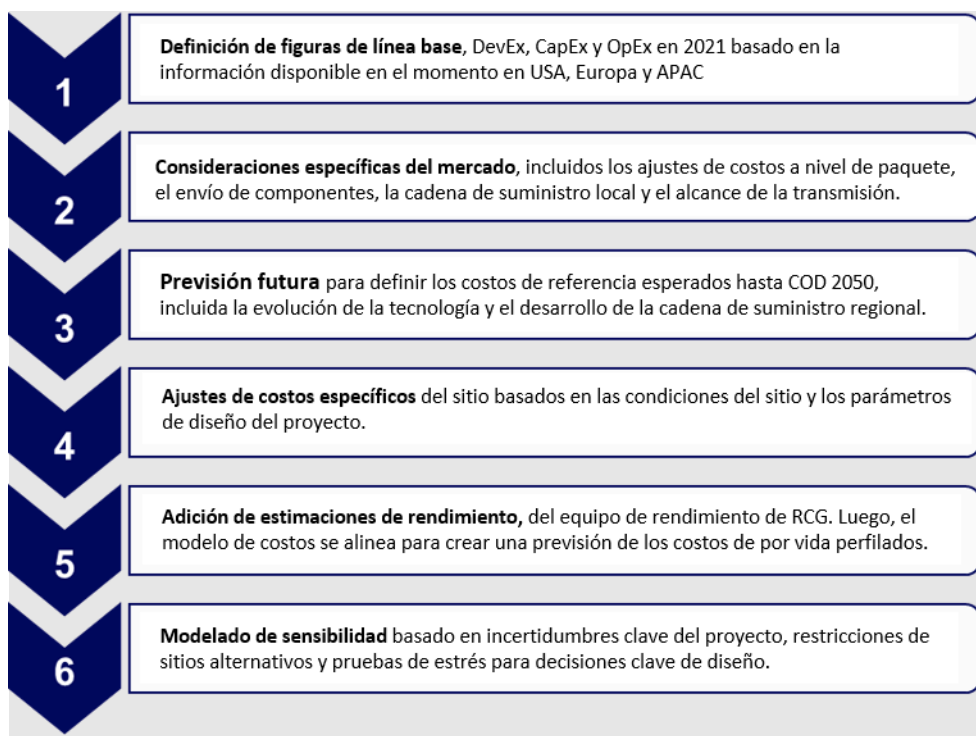 1
Definición de figuras de línea base, DevEx, CapEx y OpEx en 2021 basado en la
información disponible en el momento en USA, Europa y APAC
2
Consideraciones específicas del mercado, incluidos los ajustes de costos a nivel de paquete,
el envío de componentes, la cadena de suministro local y el alcance de la transmisión.
3
Previsión futura para definir los costos de referencia esperados hasta COD 2050,
incluida la evolución de la tecnología y el desarrollo de la cadena de suministro regional.
4
Ajustes de costos específicos del sitio basados en las condiciones del sitio y los parámetros
de diseño del proyecto.
5
Adición de estimaciones de rendimiento, del equipo de rendimiento de RCG. Luego, el
modelo de costos se alinea para crear una previsión de los costos de por vida perfilados.
6
Modelado de sensibilidad basado en incertidumbres clave del proyecto, restricciones de
sitios alternativos y pruebas de estrés para decisiones clave de diseño.